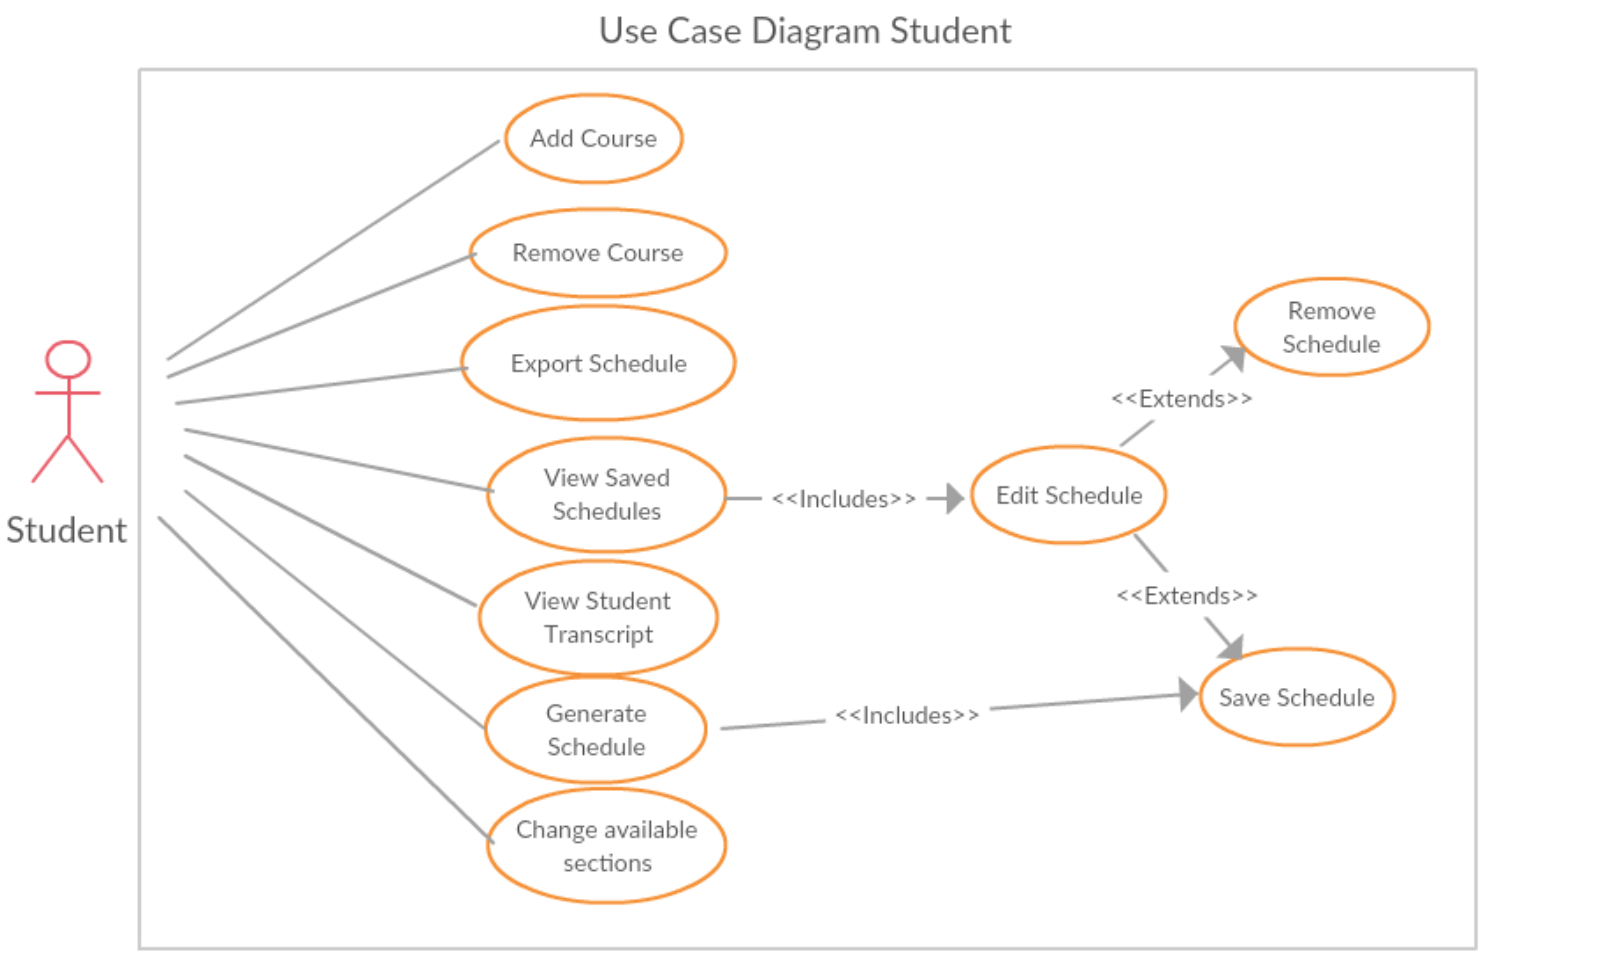 Use Case Diagram Student
Add Course
Remove Course
Export Schedule
View Saved
Schedules
View Student
Transcript
Generate
Schedule
Change available
sections
Student
<<Includes>>
<<Includes>>
Edit Schedule
<<Extends>>
<<Extends>>
Remove
Schedule
Save Schedule